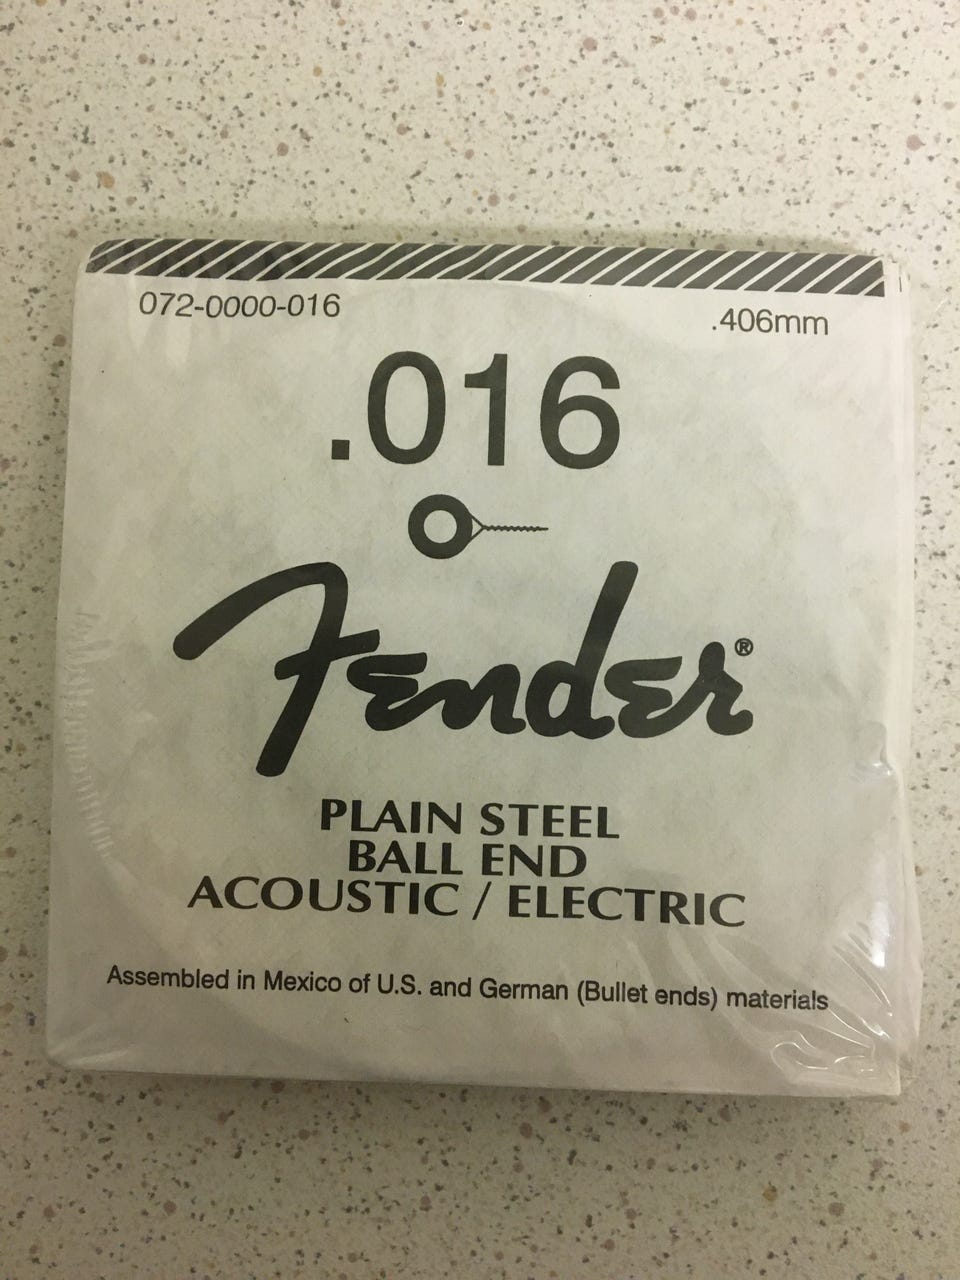 072-0000-016
.406mm
.016
Fender®
PLAIN STEEL
BALL END
ACOUSTIC / ELECTRIC
Assembled in Mexico of U.S. and German (Bullet ends) materials